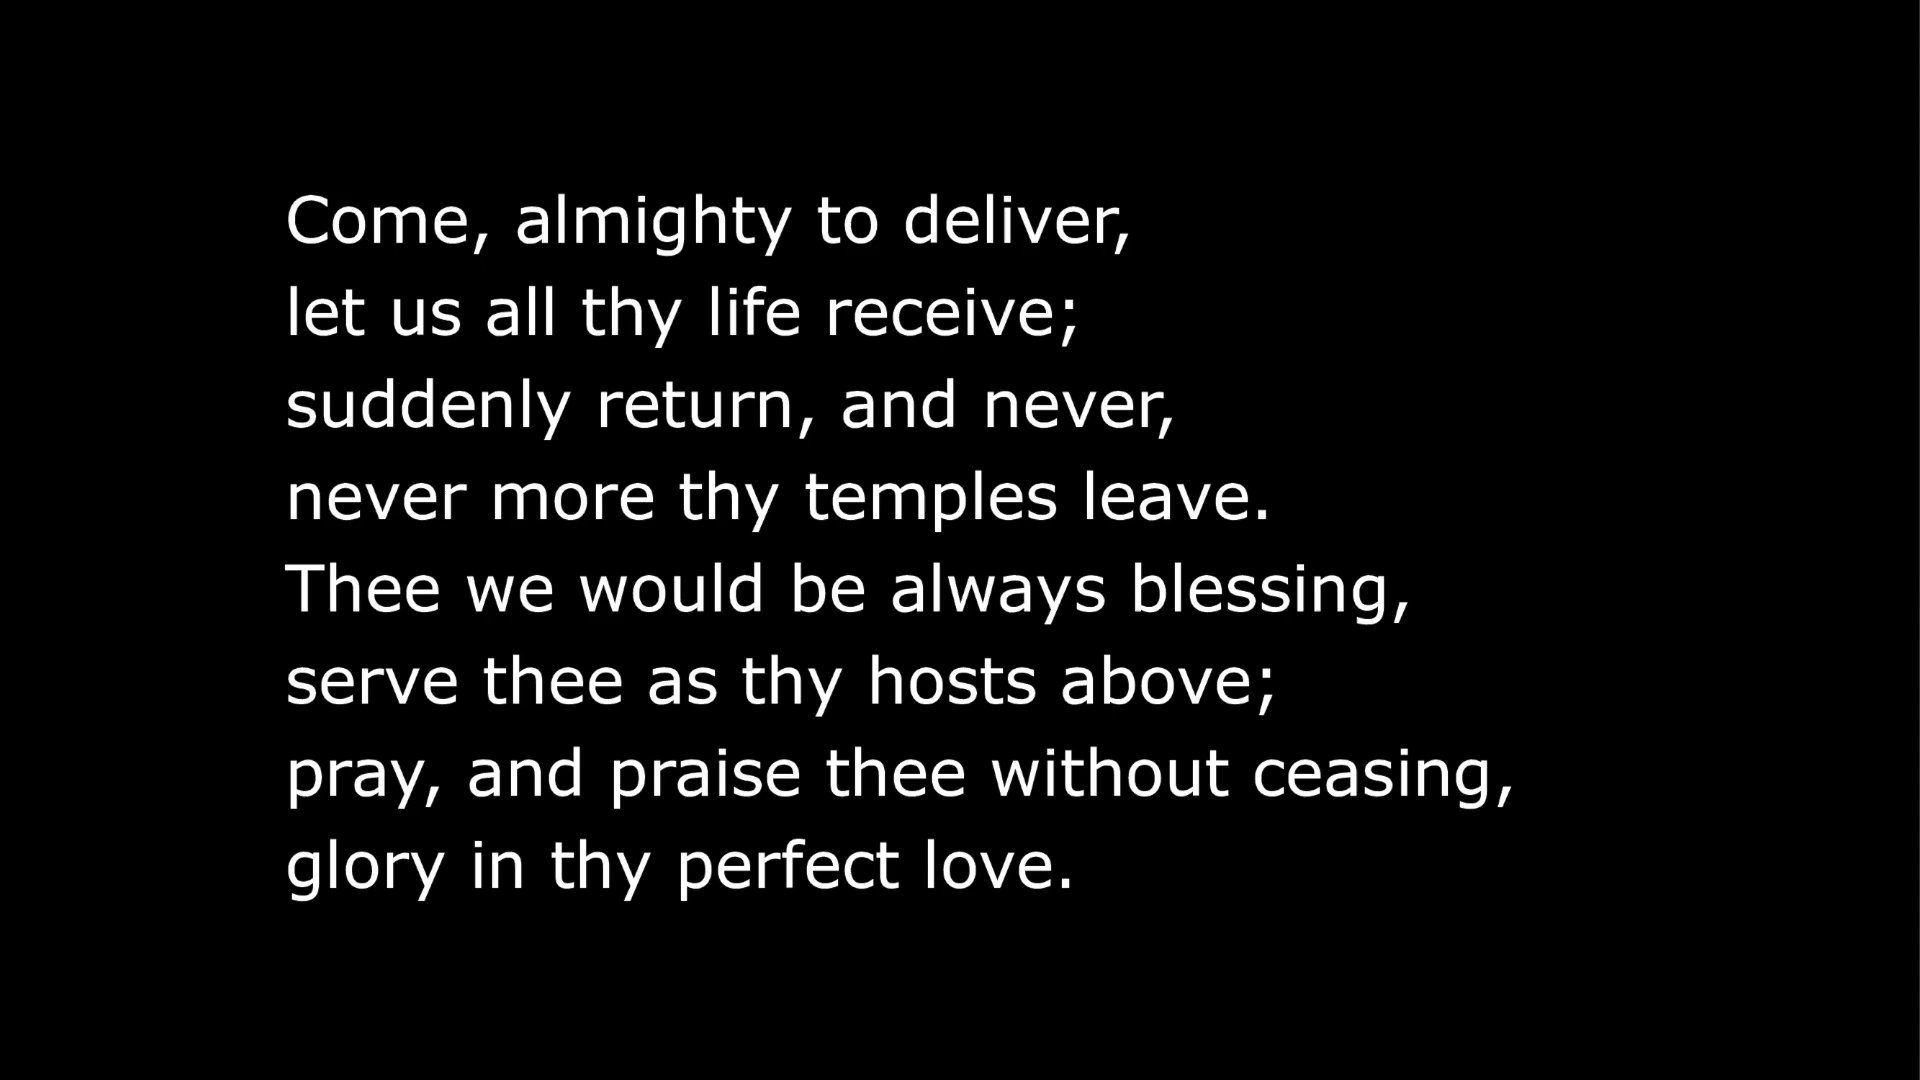 Come, almighty to deliver,
let us all thy life receive;
suddenly return, and never,
never more thy temples leave.
Thee we would be always blessing,
serve thee as thy hosts above;
pray, and praise thee without ceasing,
glory in thy perfect love.